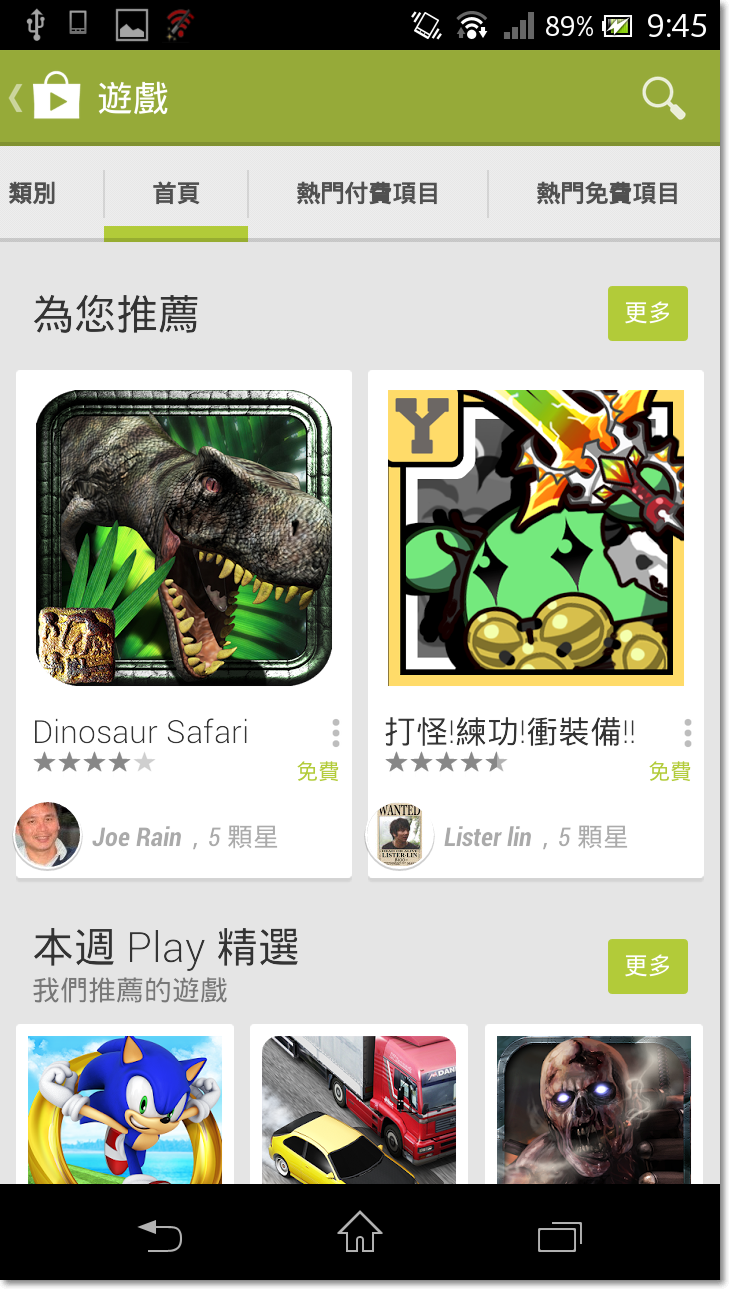 89% 9:45
遊戲
類別 首頁 熱門付費項目 熱門免費項目
為您推薦 更多
Y
Dinosaur Safari
免費
Joe Rain , 5 顆星
打怪!練功!衝裝備!!
免費
WANTED
LISTER·LIN
Lister lin , 5 顆星
本週 Play 精選 更多
我們推薦的遊戲